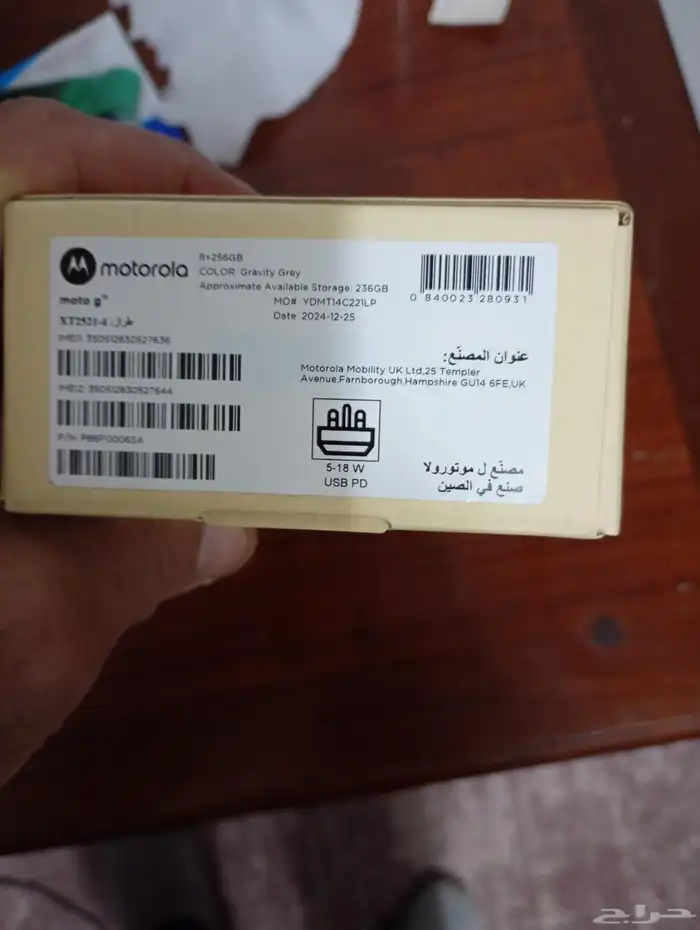 motorola
8+256GB
COLOR: Gravity Grey
Approximate Available Storage: 236GB
MO# YDMT14C221LP
Date 2024-12-25
0 840023 280931
moto g
طراز: XT2521-4
IMEI1: 350512830527636
IMEI2: 350512830527644
P/N:
عنوان المصنّع:
Motorola Mobility UK Ltd,25 Templer
Avenue,Farnborough,Hampshire GU14 6FE,UK
5-18 W
USB PD
مصنّع ل موتورولا
صنع في الصين
حراج